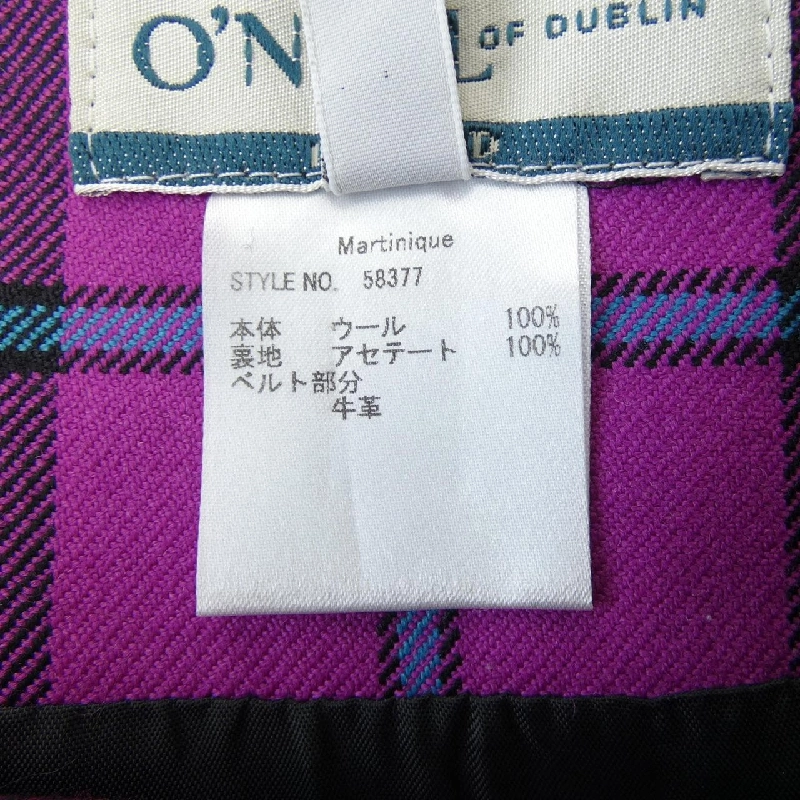 OF DUBLIN
Martinique
STYLE NO. 58377
本体 ウール 100%
裏地 アセテート 100%
ベルト部分
牛革